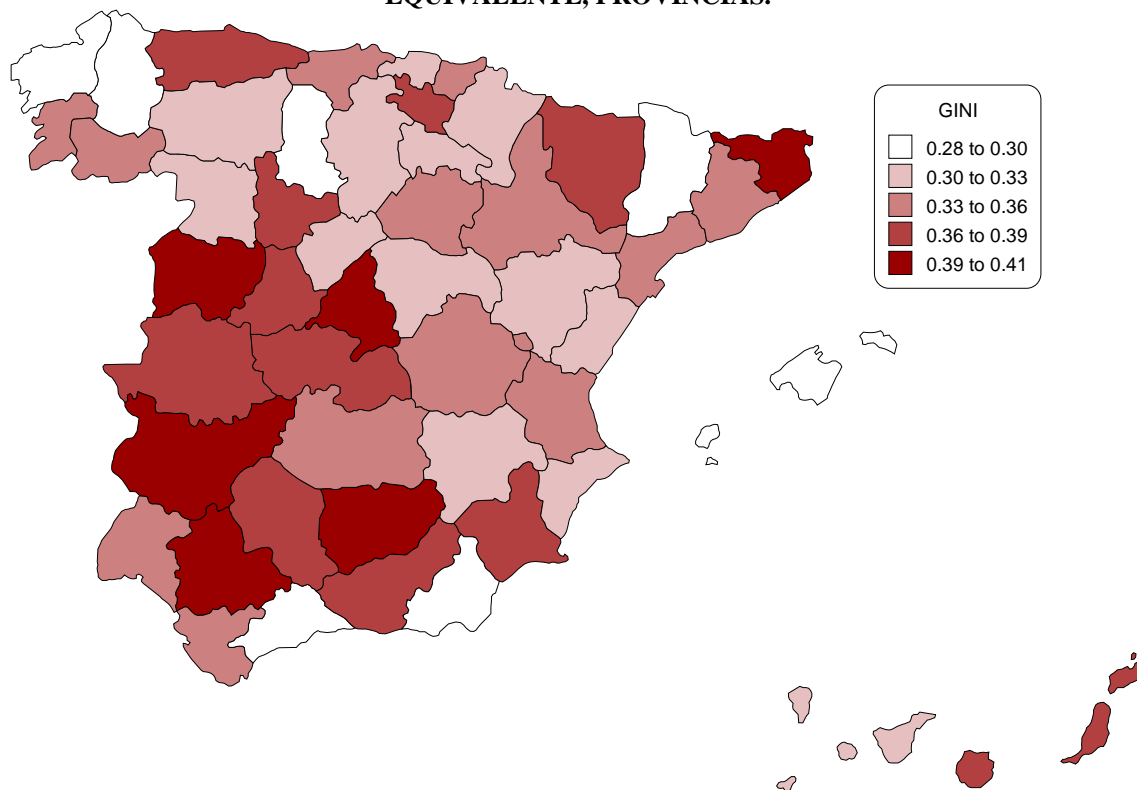 EQUIVALENTE, PROVINCIAS.
GINI
0.28 to 0.30
0.30 to 0.33
0.33 to 0.36
0.36 to 0.39
0.39 to 0.41